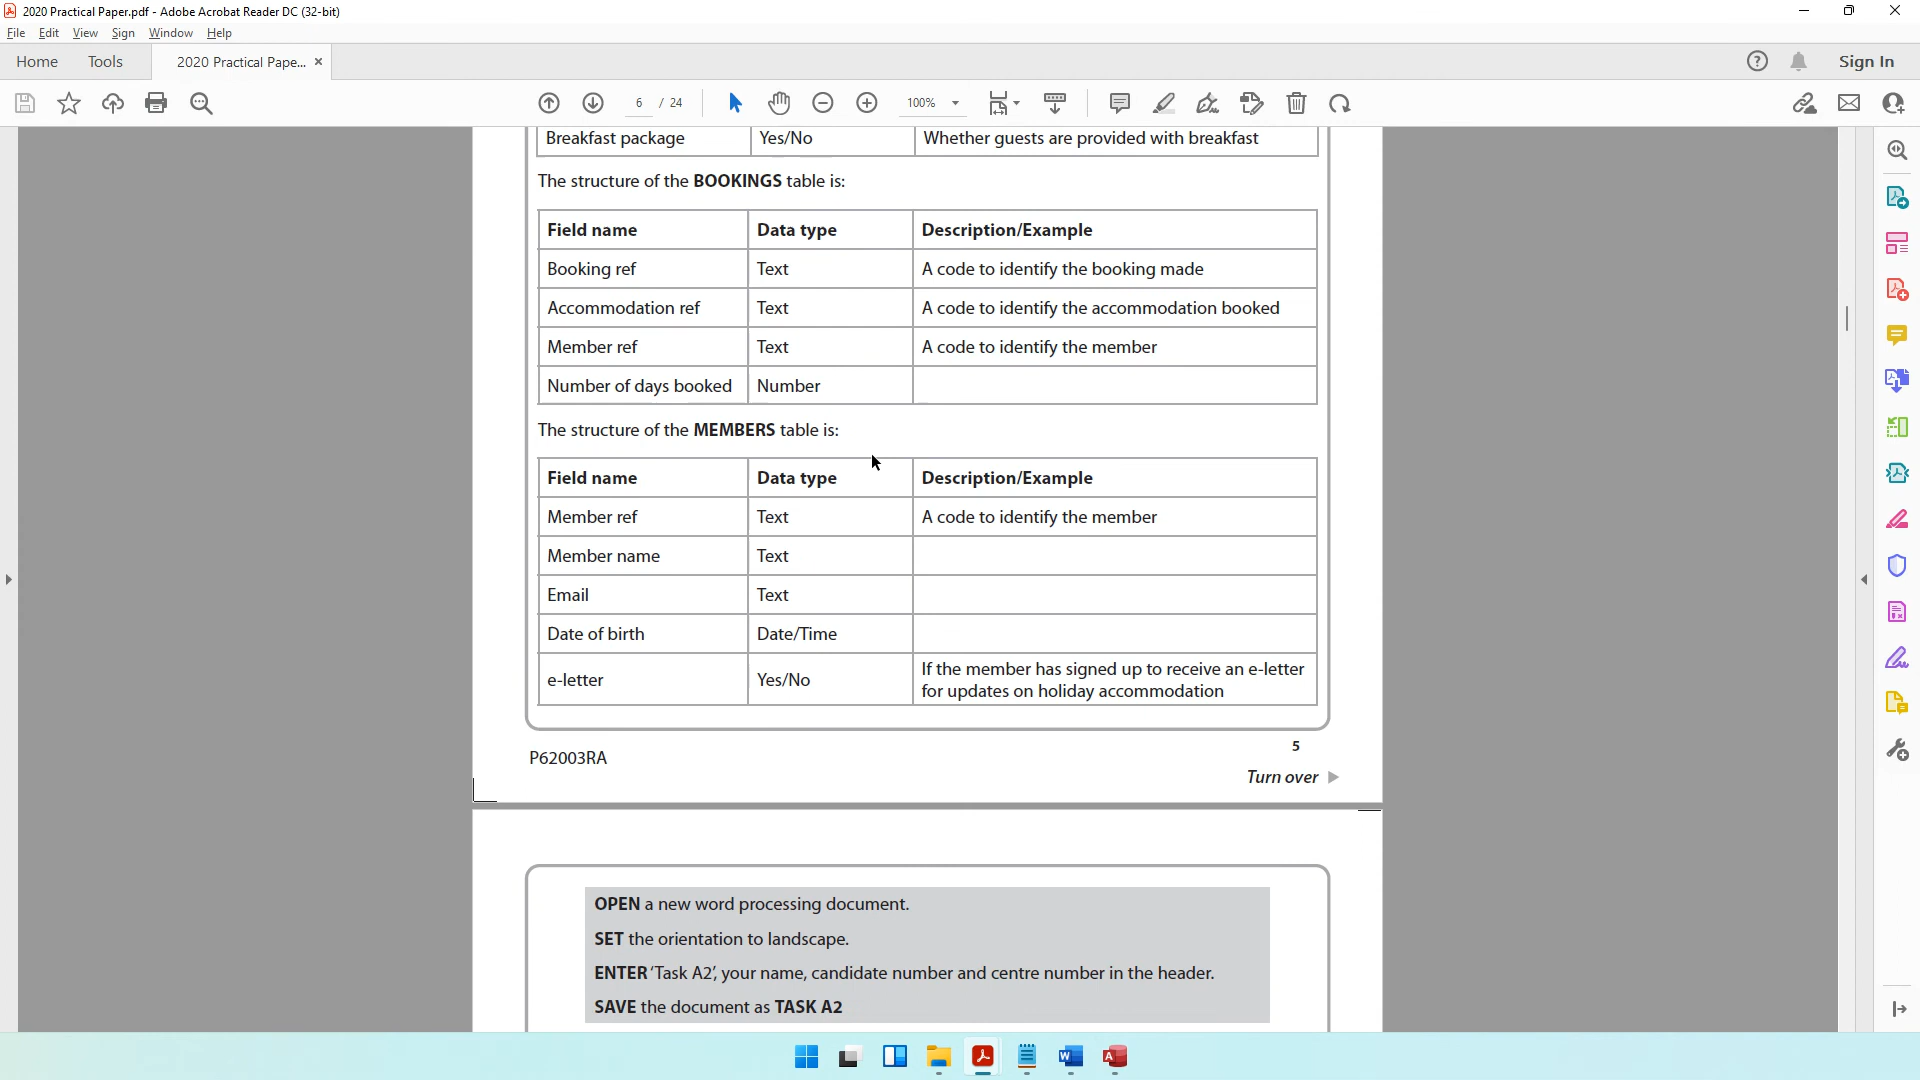 2020 Practical Paper.pdf - Adobe Acrobat Reader DC (32-bit)
File Edit View Sign Window Help
Home Tools 2020 Practical Pape... × Sign In
6 / 24 100%
Breakfast package Yes/No Whether guests are provided with breakfast
The structure of the BOOKINGS table is:
Field name Data type Description/Example
Booking ref Text A code to identify the booking made
Accommodation ref Text A code to identify the accommodation booked
Member ref Text A code to identify the member
Number of days booked Number
The structure of the MEMBERS table is:
Field name Data type Description/Example
Member ref Text A code to identify the member
Member name Text
Email Text
Date of birth Date/Time
e-letter Yes/No If the member has signed up to receive an e-letter
for updates on holiday accommodation
5
P62003RA
Turn over
OPEN a new word processing document.
SET the orientation to landscape.
ENTER ‘Task A2’, your name, candidate number and centre number in the header.
SAVE the document as TASK A2